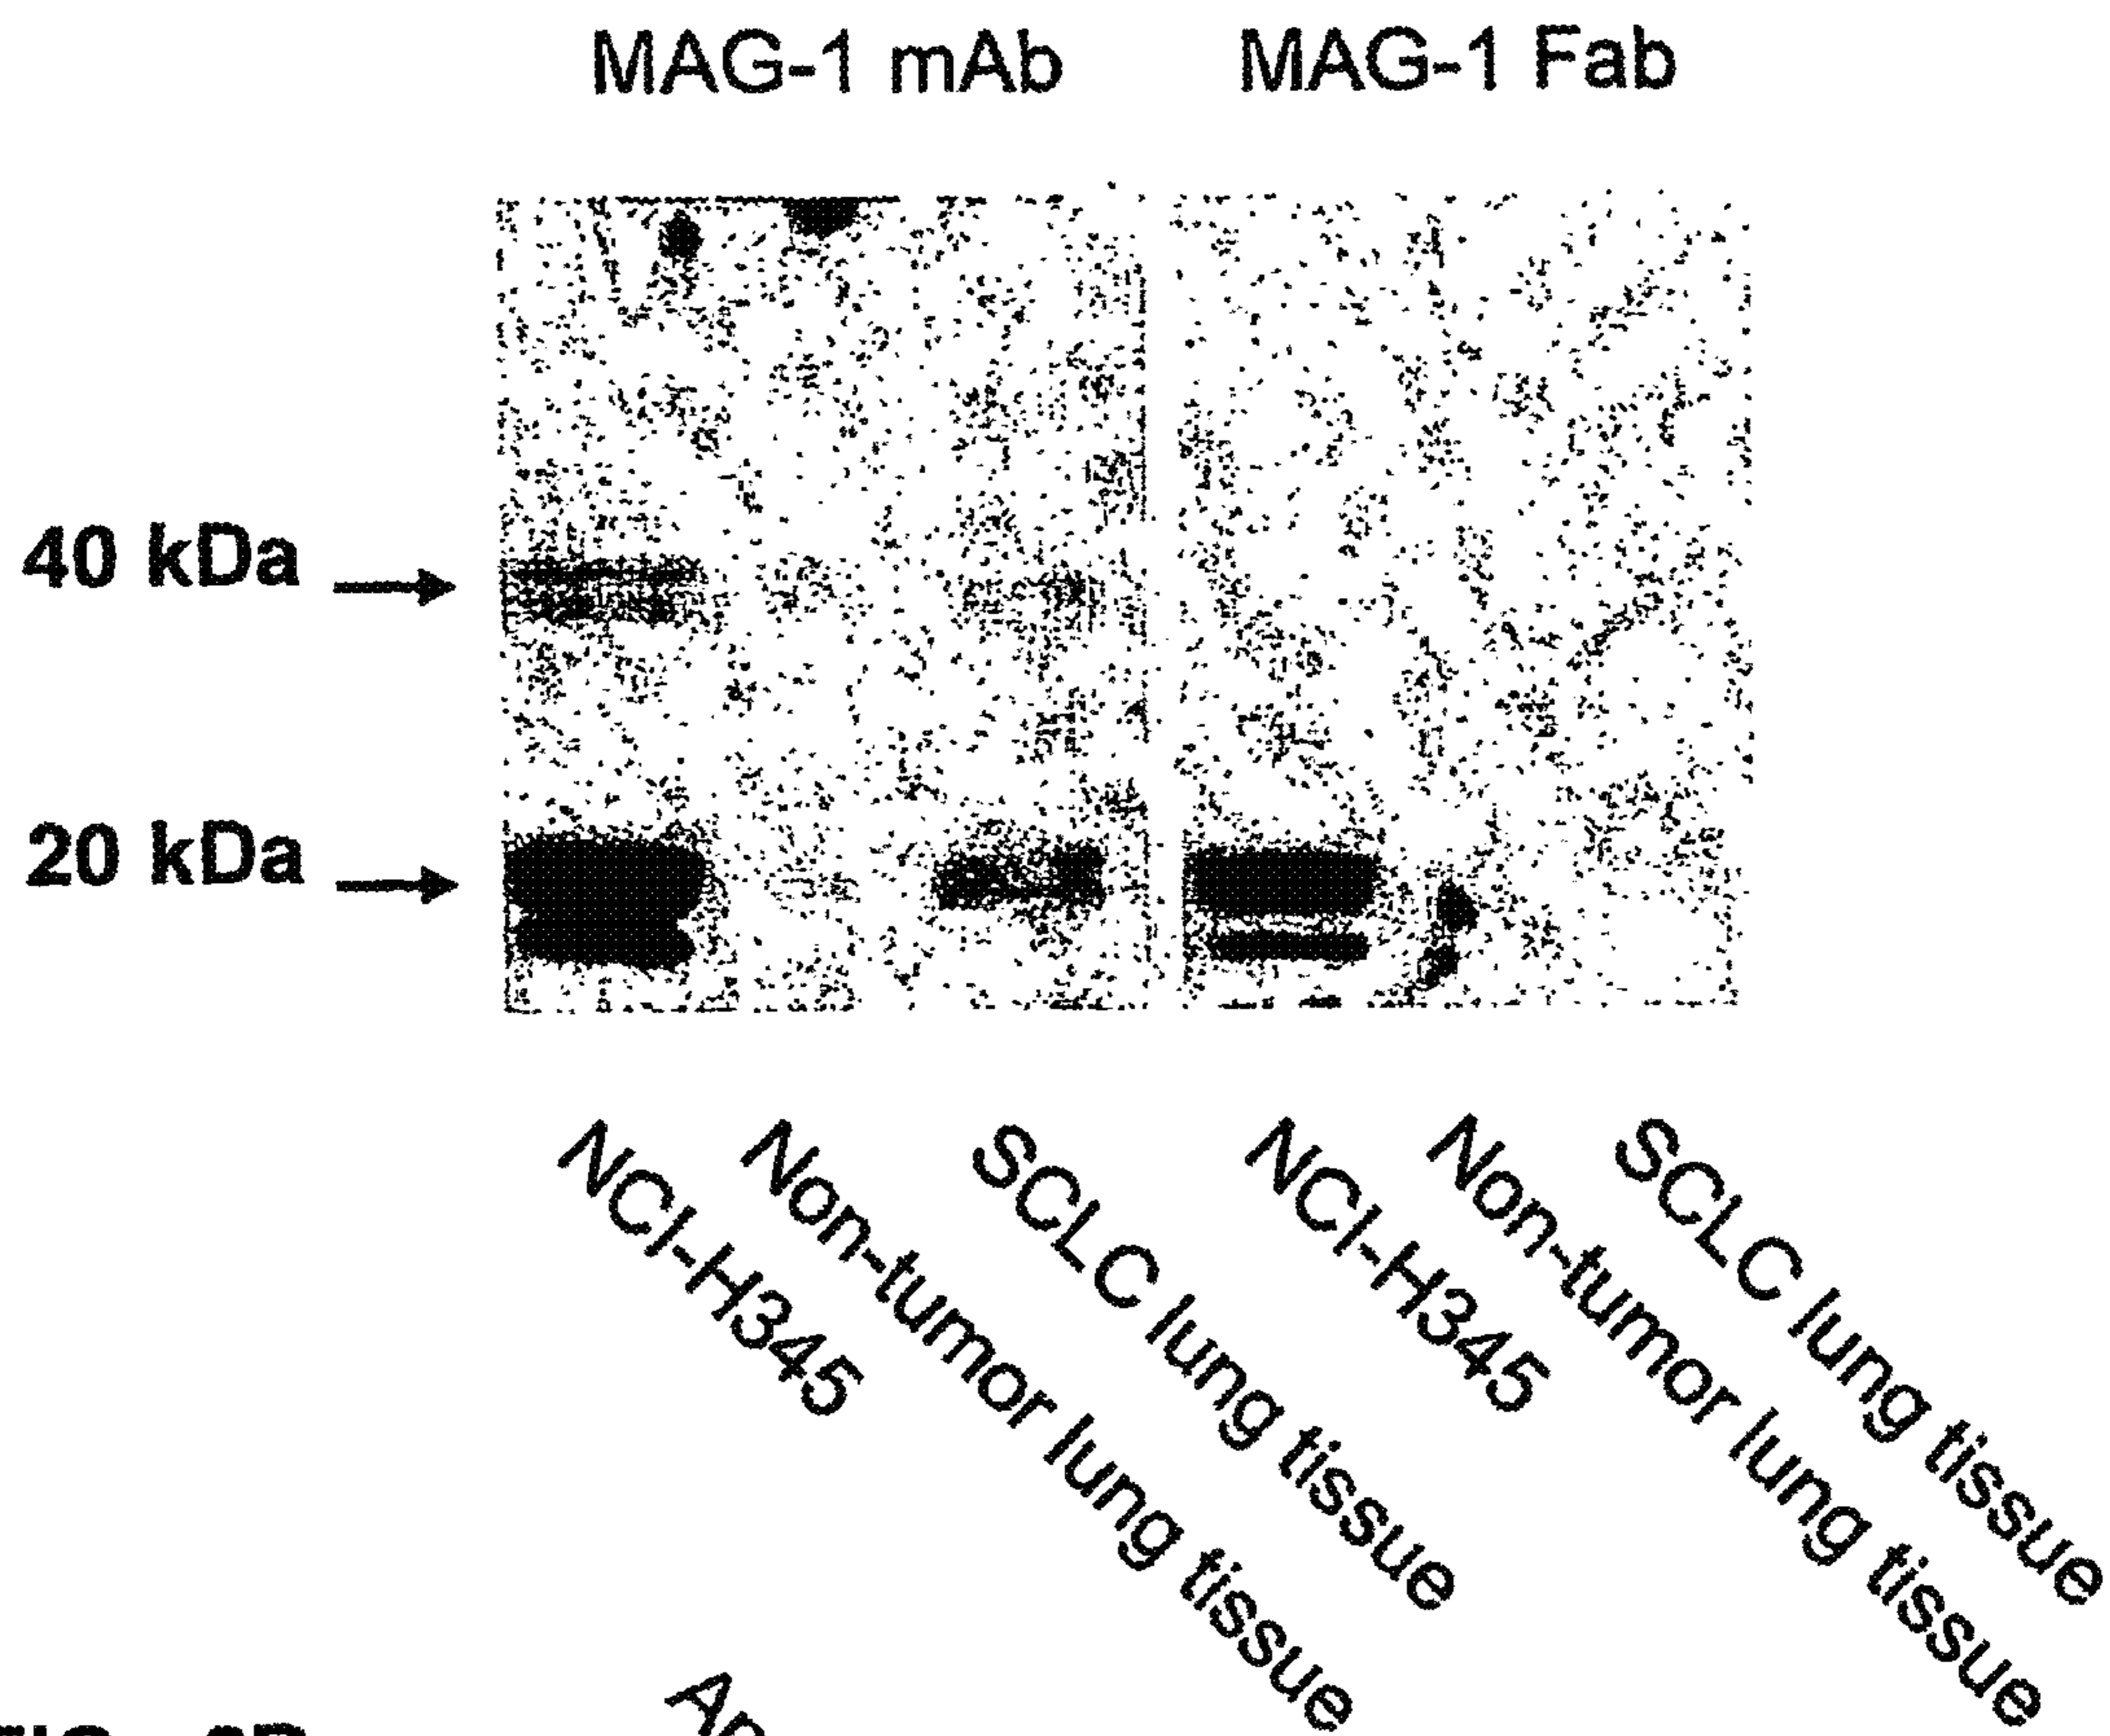 MAG-1 mAb MAG-1 Fab
40 kDa
20 kDa
NCI-H345
Non-tumor lung tissue
SCLC lung tissue
NCI-H345
Non-tumor lung tissue
SCLC lung tissue